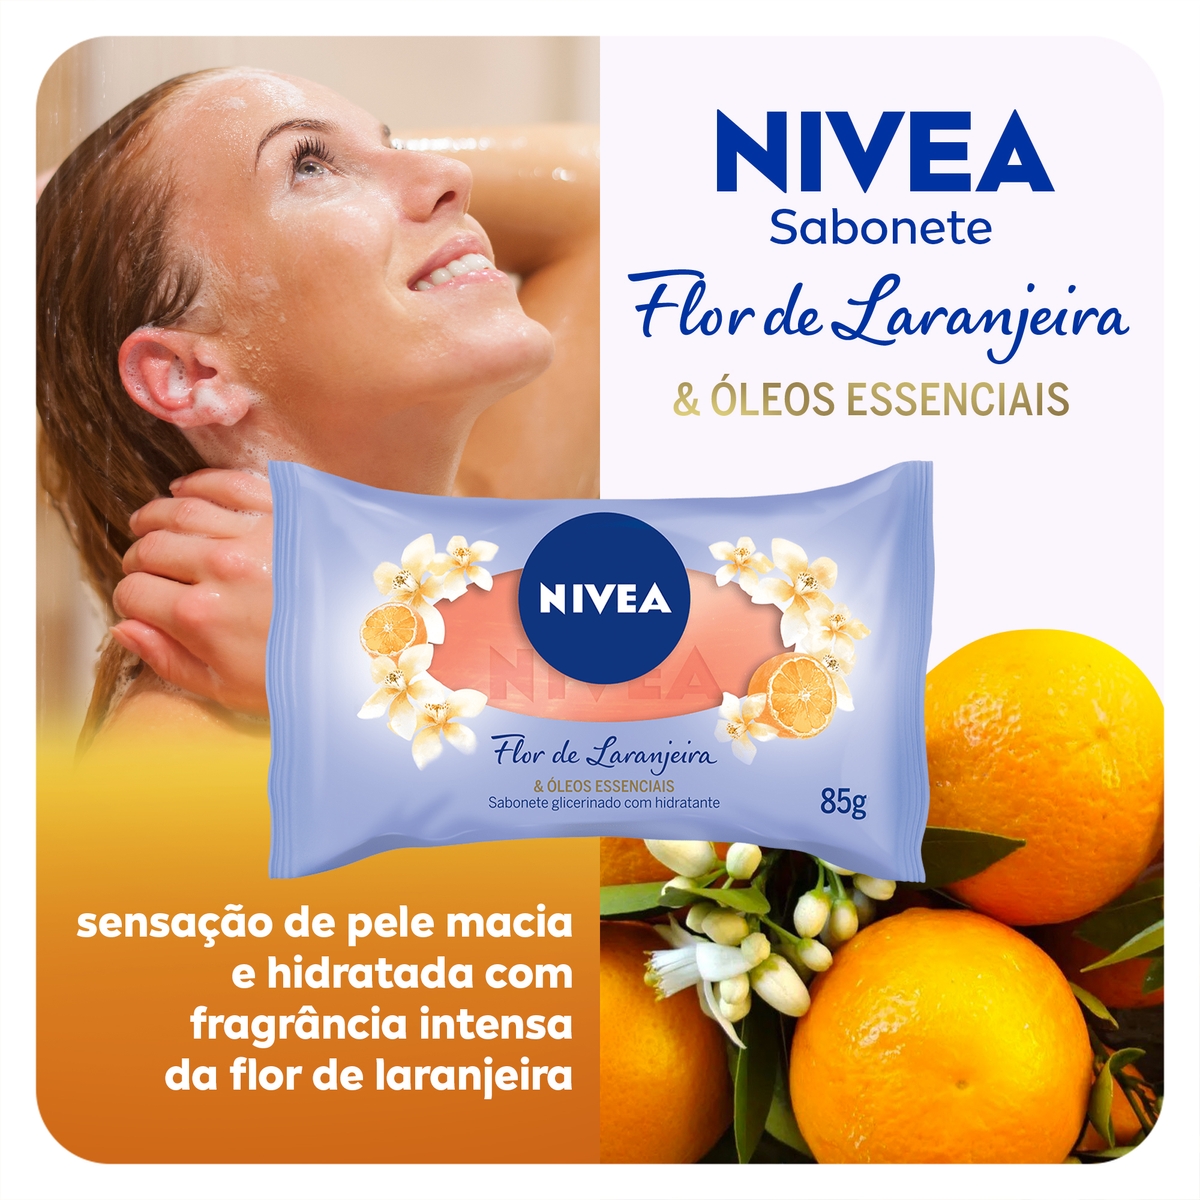 NIVEA
Sabonete
Flor de Laranjeira
& ÓLEOS ESSENCIAIS
NIVEA
NIVEA
Flor de Laranjeira
& ÓLEOS ESSENCIAIS
Sabonete glicerinado com hidratante
85g
sensação de pele macia
e hidratada com
fragrância intensa
da flor de laranjeira